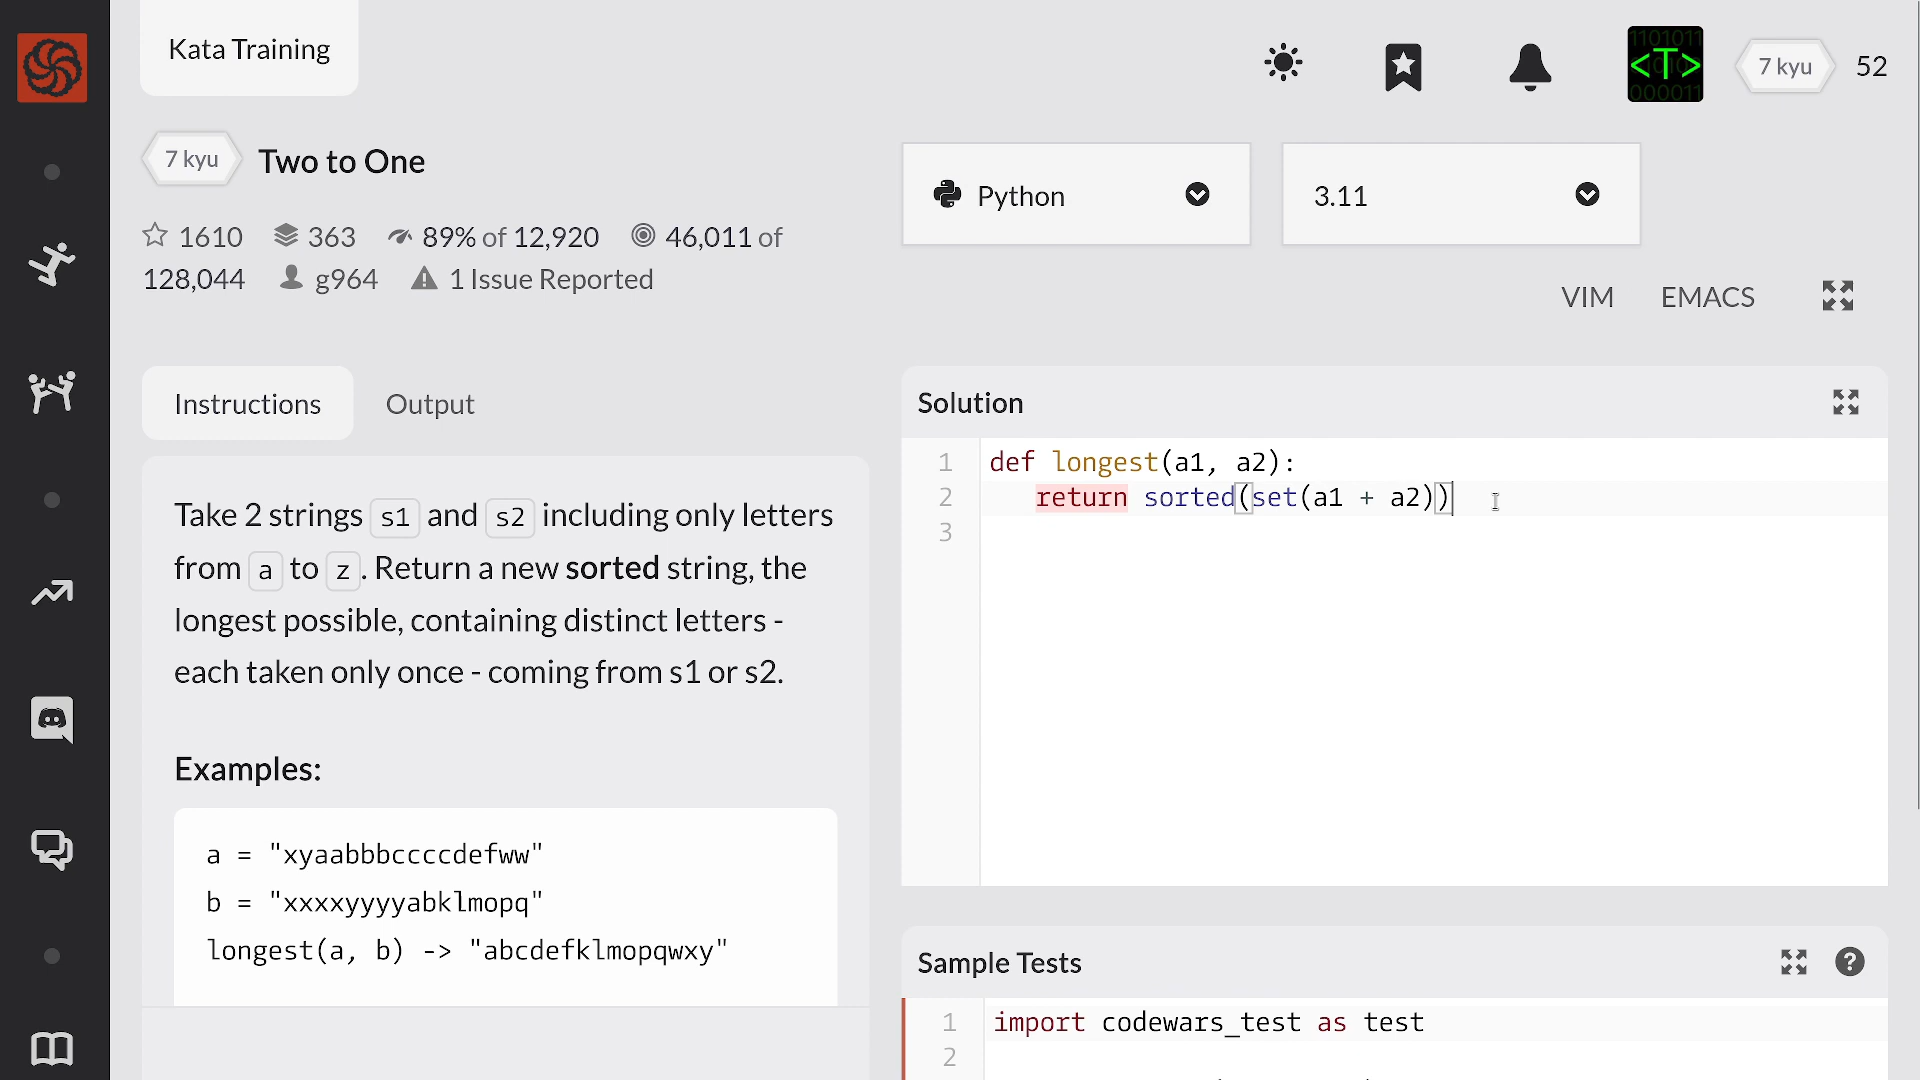 Kata Training
1101011
<T>
000011
7 kyu
52
7 kyu
Two to One
1610 363 89% of 12,920 46,011 of
128,044 g964 1 Issue Reported
Python
3.11
VIM EMACS
Instructions
Output
Take 2 strings s1 and s2 including only letters
from a to z. Return a new sorted string, the
longest possible, containing distinct letters -
each taken only once - coming from s1 or s2.
Examples:
a = "xyaabbbccccdefww"
b = "xxxxyyyyabklmopq"
longest(a, b) -> "abcdefklmopqwxy"
Solution
1 def longest(a1, a2):
2 return sorted(set(a1 + a2))
3
Sample Tests
1 import codewars_test as test
2